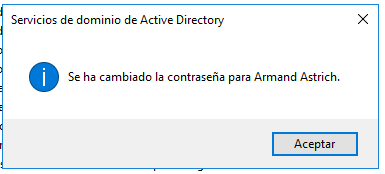 Servicios de dominio de Active Directory
Se ha cambiado la contraseña para Armand Astrich.
Aceptar